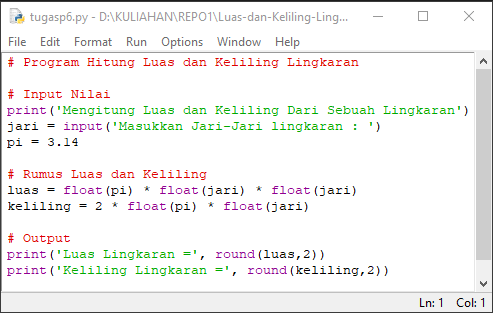 tugasp6.py - D:\KULIAHAN\REPO1\Luas-dan-Keliling-Ling...
File Edit Format Run Options Window Help
# Program Hitung Luas dan Keliling Lingkaran
# Input Nilai
print('Mengitung Luas dan Keliling Dari Sebuah Lingkaran')
jari = input('Masukkan Jari-Jari lingkaran : ')
pi = 3.14
# Rumus Luas dan Keliling
luas = float(pi) * float(jari) * float(jari)
keliling = 2 * float(pi) * float(jari)
# Output
print('Luas Lingkaran =', round(luas,2))
print('Keliling Lingkaran =', round(keliling,2))
Ln: 1 Col: 1